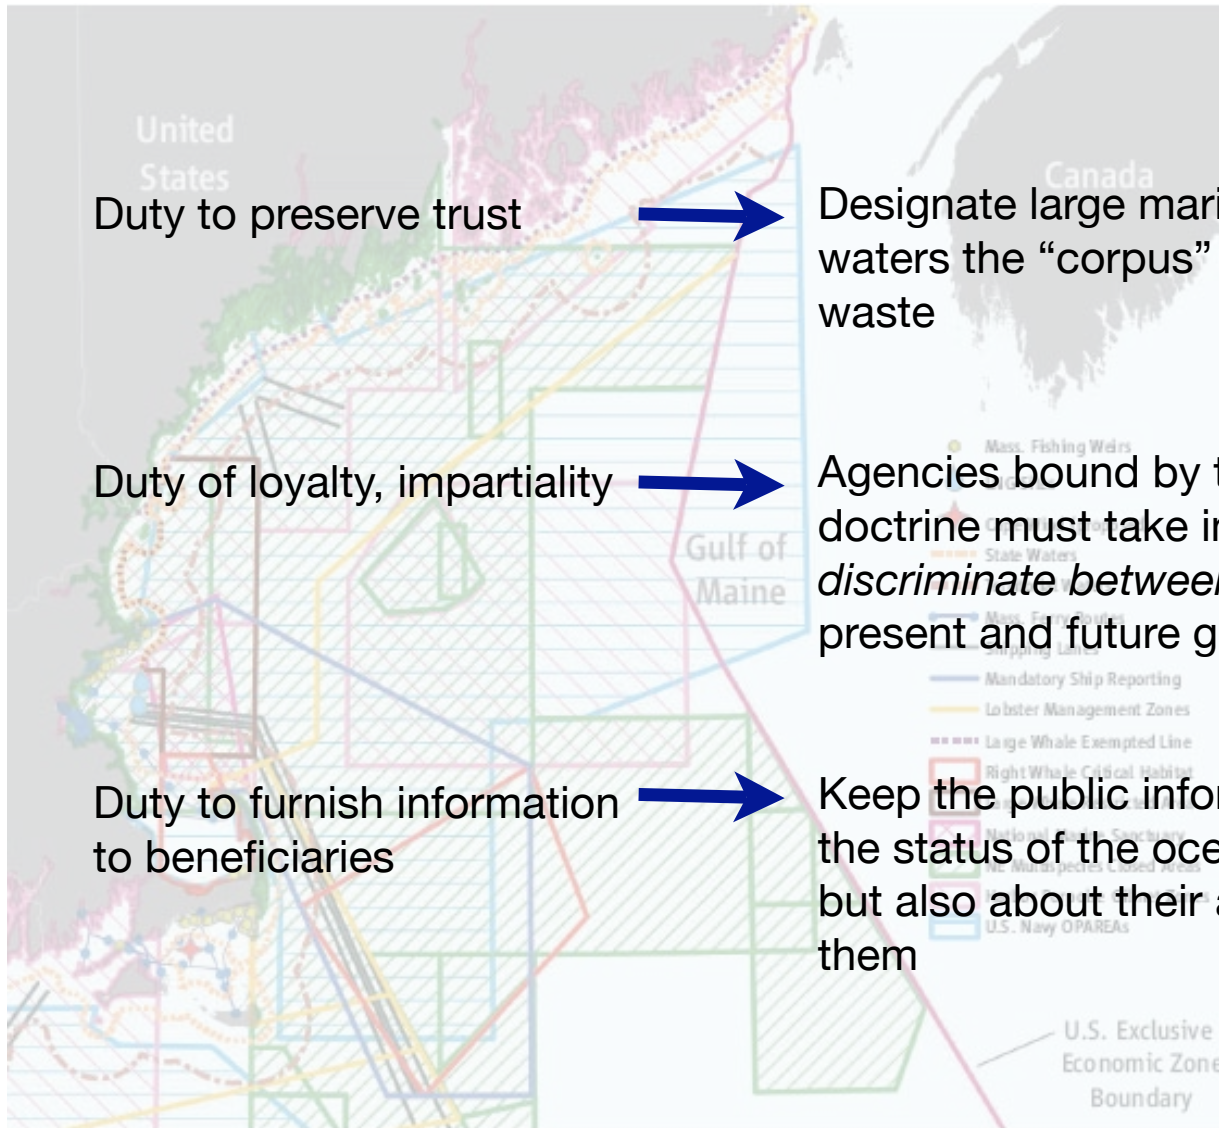 United
States
Canada
Duty to preserve trust
Designate large mari
waters the “corpus”
waste
Duty of loyalty, impartiality
Agencies bound by t
doctrine must take in
discriminate between
present and future g
Duty to furnish information
to beneficiaries
Keep the public infor
the status of the oce
but also about their a
them
Gulf of
Maine
Mass. Fishing Weirs
State Waters
Mass. Ferry Routes
Shipping Lanes
Mandatory Ship Reporting
Lobster Management Zones
Large Whale Exempted Line
Right Whale Critical Habitat
National Marine Sanctuary
NE Multispecies Closed Areas
U.S. Navy OPAREAs
U.S. Exclusive
Economic Zone
Boundary